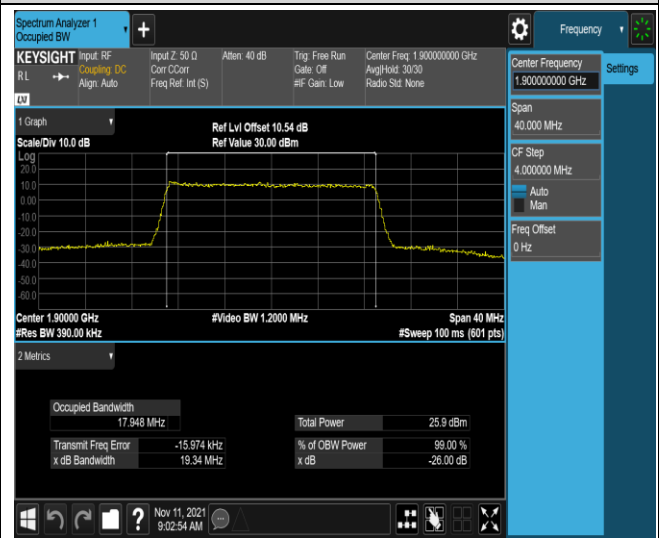 Spectrum Analyzer 1
Occupied BW
Frequency
KEYSIGHT Input: RF Input Z: 50 Ω Atten: 40 dB Trig: Free Run Center Freq: 1.900000000 GHz
RL Coupling: DC Corr CCorr Gate: Off Avg|Hold: 30/30
Align: Auto Freq Ref: Int (S) #IF Gain: Low Radio Std: None
1 Graph
Ref Lvl Offset 10.54 dB
Scale/Div 10.0 dB Ref Value 30.00 dBm
Log
20.0
10.0
0.00
-10.0
-20.0
-30.0
-40.0
-50.0
-60.0
Center 1.90000 GHz #Video BW 1.2000 MHz Span 40 MHz
#Res BW 390.00 kHz #Sweep 100 ms (601 pts)
2 Metrics
Occupied Bandwidth
17.948 MHz Total Power 25.9 dBm
Transmit Freq Error -15.974 kHz % of OBW Power 99.00 %
x dB Bandwidth 19.34 MHz x dB -26.00 dB
Nov 11, 2021
9:02:54 AM
Center Frequency
1.900000000 GHz
Settings
Span
40.000 MHz
CF Step
4.000000 MHz
Auto
Man
Freq Offset
0 Hz